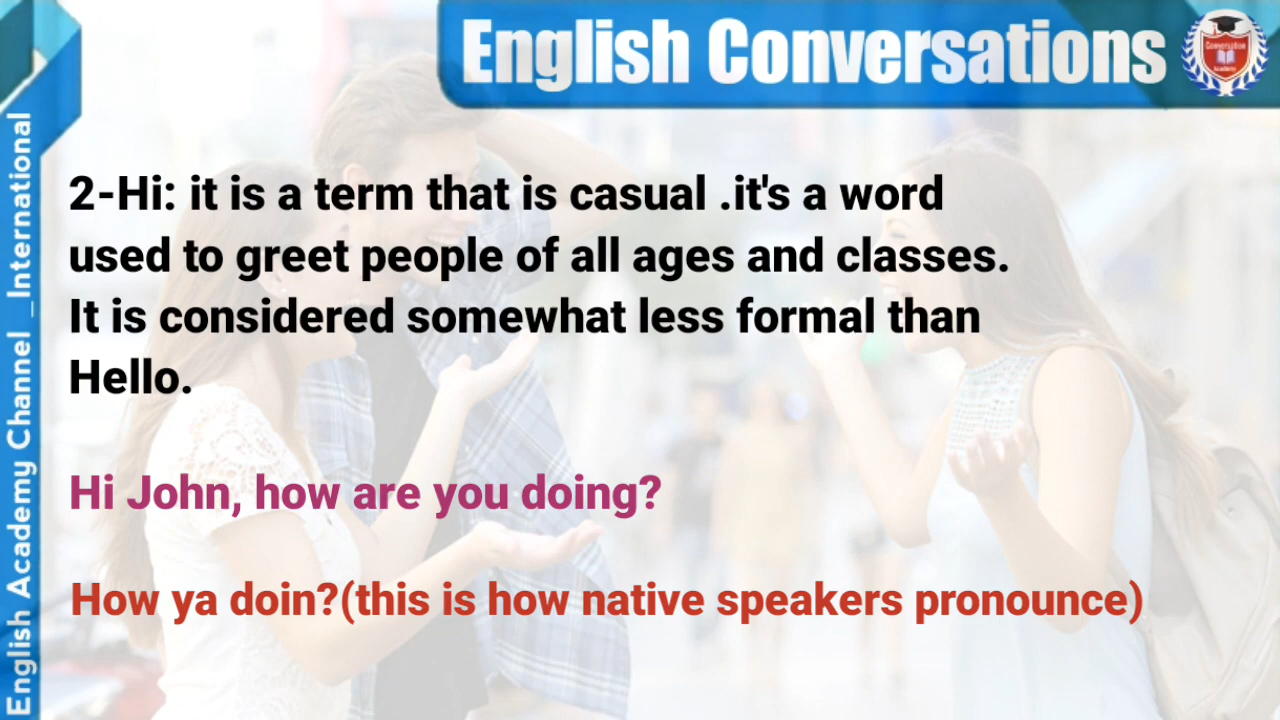 English Conversations
Conversation
Academy
English Academy Channel _International
2-Hi: it is a term that is casual .it's a word
used to greet people of all ages and classes.
It is considered somewhat less formal than
Hello.
Hi John, how are you doing?
How ya doin?(this is how native speakers pronounce)